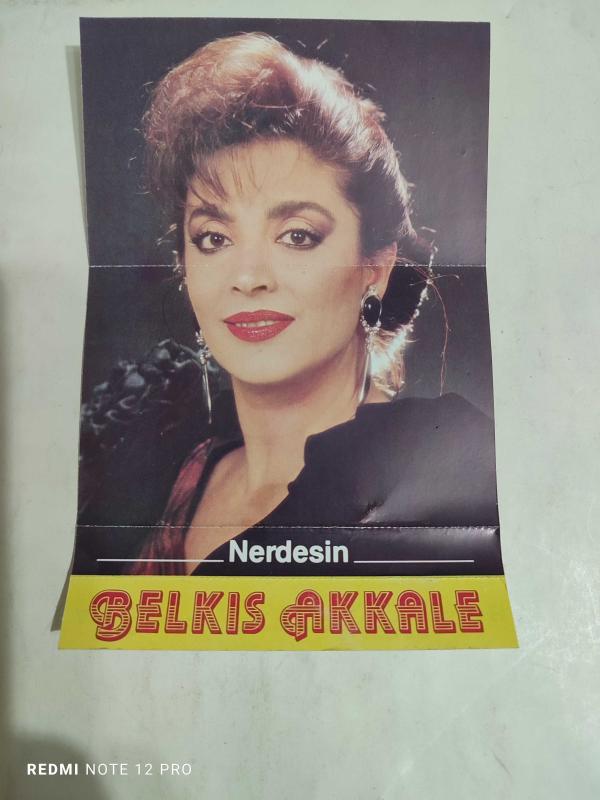 Nerdesin
BELKIS AKKALE
REDMI NOTE 12 PRO